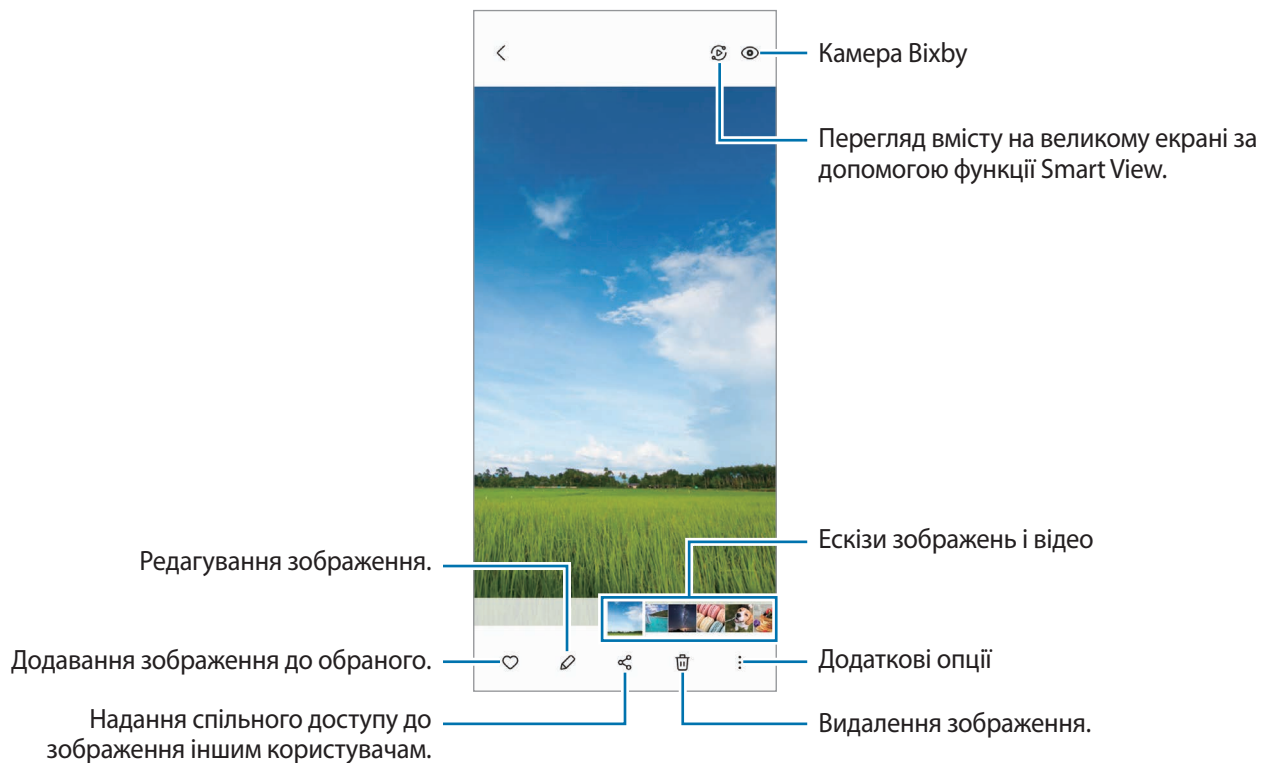 Камера Bixby
Перегляд вмісту на великому екрані за
допомогою функції Smart View.
Ескізи зображень і відео
Редагування зображення.
Додавання зображення до обраного.
Додаткові опції
Надання спільного доступу до
зображення іншим користувачам.
Видалення зображення.